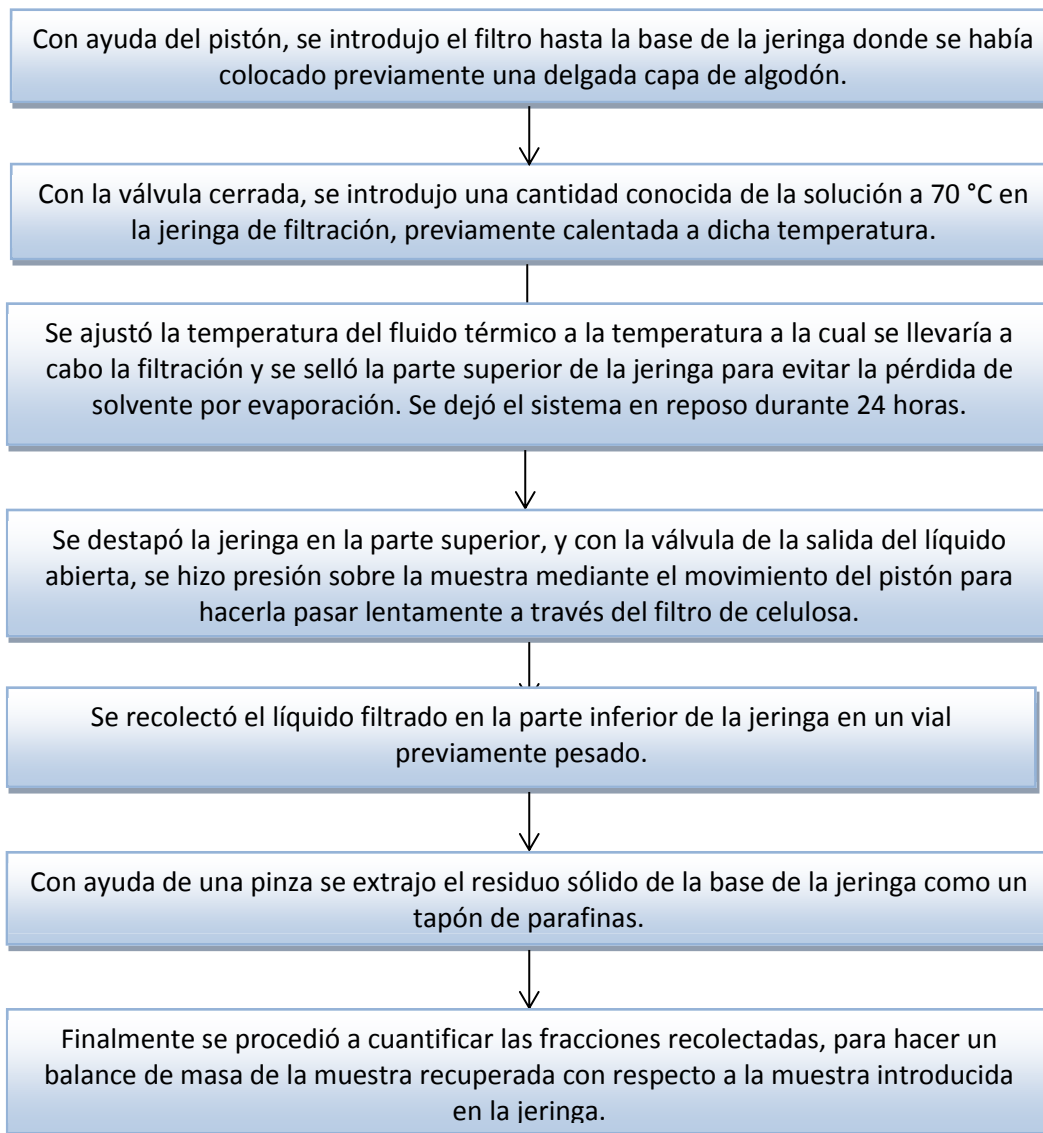 Con ayuda del pistón, se introdujo el filtro hasta la base de la jeringa donde se había
colocado previamente una delgada capa de algodón.
Con la válvula cerrada, se introdujo una cantidad conocida de la solución a 70 °C en
la jeringa de filtración, previamente calentada a dicha temperatura.
Se ajustó la temperatura del fluido térmico a la temperatura a la cual se llevaría a
cabo la filtración y se selló la parte superior de la jeringa para evitar la pérdida de
solvente por evaporación. Se dejó el sistema en reposo durante 24 horas.
Se destapó la jeringa en la parte superior, y con la válvula de la salida del líquido
abierta, se hizo presión sobre la muestra mediante el movimiento del pistón para
hacerla pasar lentamente a través del filtro de celulosa.
Se recolectó el líquido filtrado en la parte inferior de la jeringa en un vial
previamente pesado.
Con ayuda de una pinza se extrajo el residuo sólido de la base de la jeringa como un
tapón de parafinas.
Finalmente se procedió a cuantificar las fracciones recolectadas, para hacer un
balance de masa de la muestra recuperada con respecto a la muestra introducida
en la jeringa.